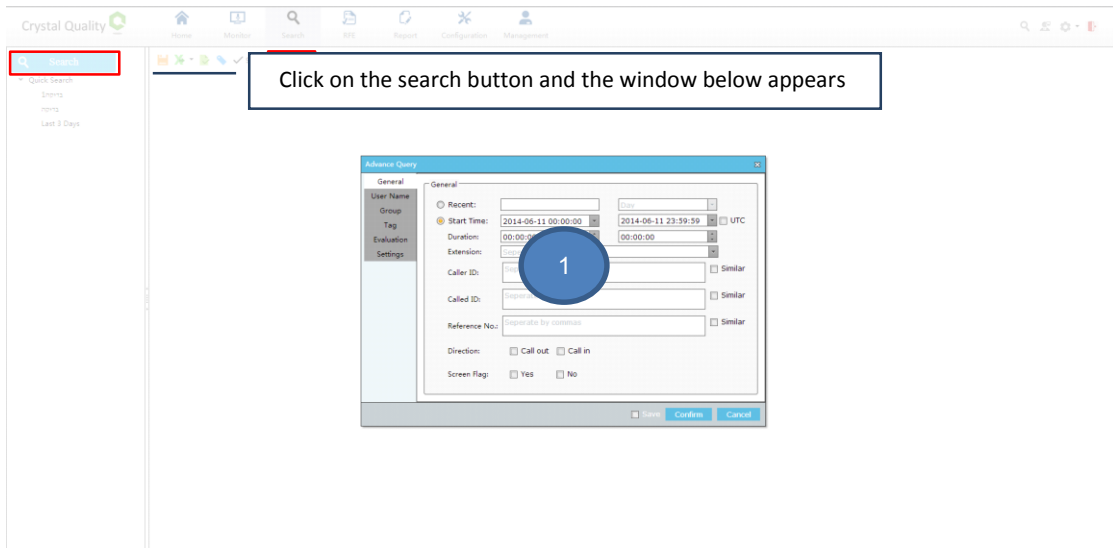 Crystal Quality
Home Monitor Search Report Configuration Management
Search
Quick Search
Last 3 Days
Click on the search button and the window below appears
Advance Query
General
User Name
Group
Tag
Evaluation
Settings
General
Recent: Day
Start Time: 2014-06-11 00:00:00 2014-06-11 23:59:59 UTC
Duration: 00:00:00 00:00:00
Extension:
1
Caller ID: Similar
Called ID: Similar
Reference No.: Seperate by commas Similar
Direction: Call out Call in
Screen Flag: Yes No
Save Confirm Cancel